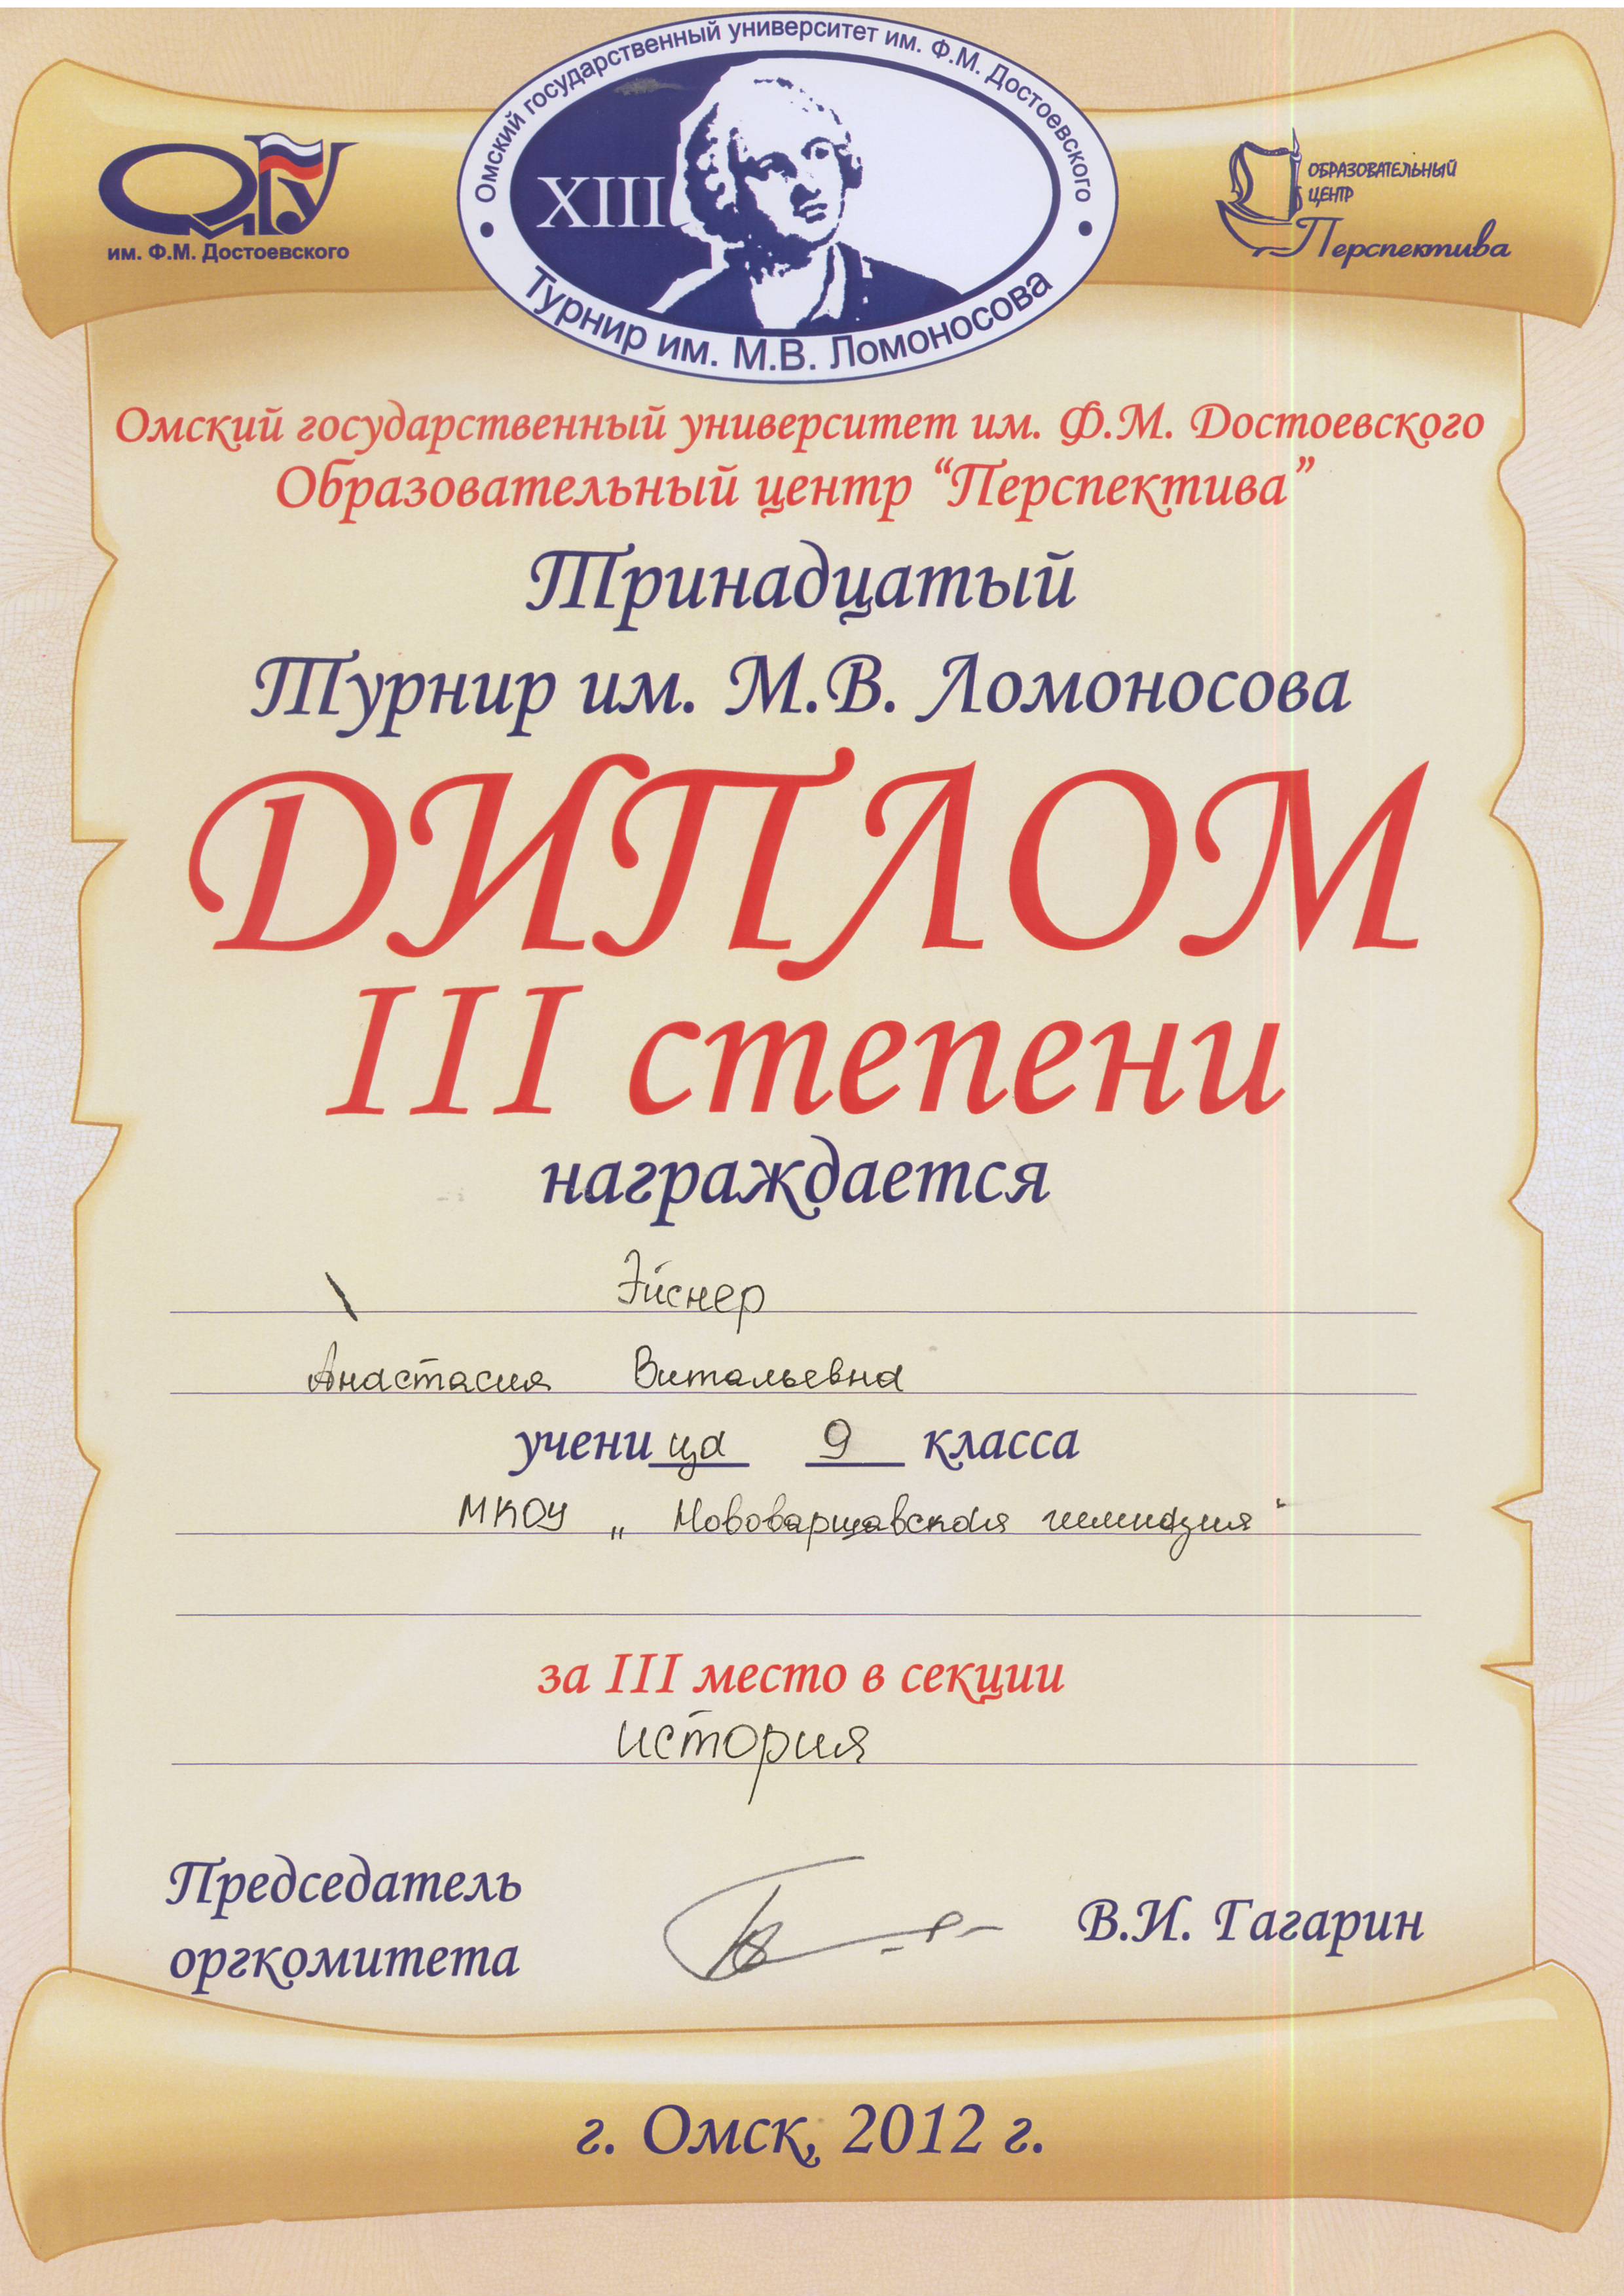 Омский государственный университет им. Ф.М. Достоевского
XIII
Турнир им. М.В. Ломоносова
ОмГУ
им. Ф.М. Достоевского
ОБРАЗОВАТЕЛЬНЫЙ
ЦЕНТР
Перспектива
Омский государственный университет им. Ф.М. Достоевского
Образовательный центр “Перспектива”
Тринадцатый
Турнир им. М.В. Ломоносова
ДИПЛОМ
III степени
награждается
Эйснер
Анастасия Витальевна
учени ца 9 класса
МКОУ „ Нововаршавская гимназия “
за III место в секции
история
Председатель
оргкомитета
В.И. Гагарин
г. Омск, 2012 г.